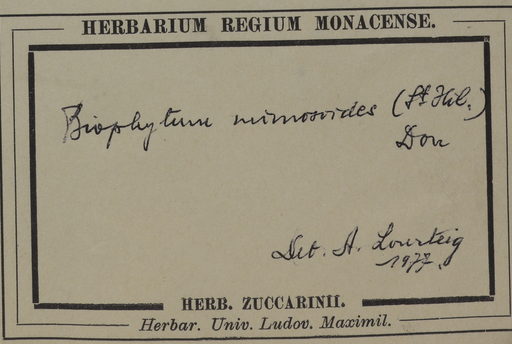 HERBARIUM REGIUM MONACENSE.
Biophytum mimosoides (St Hil.)
Don
Det. A. Lourteig
1977.
HERB. ZUCCARINII.
Herbar. Univ. Ludov. Maximil.